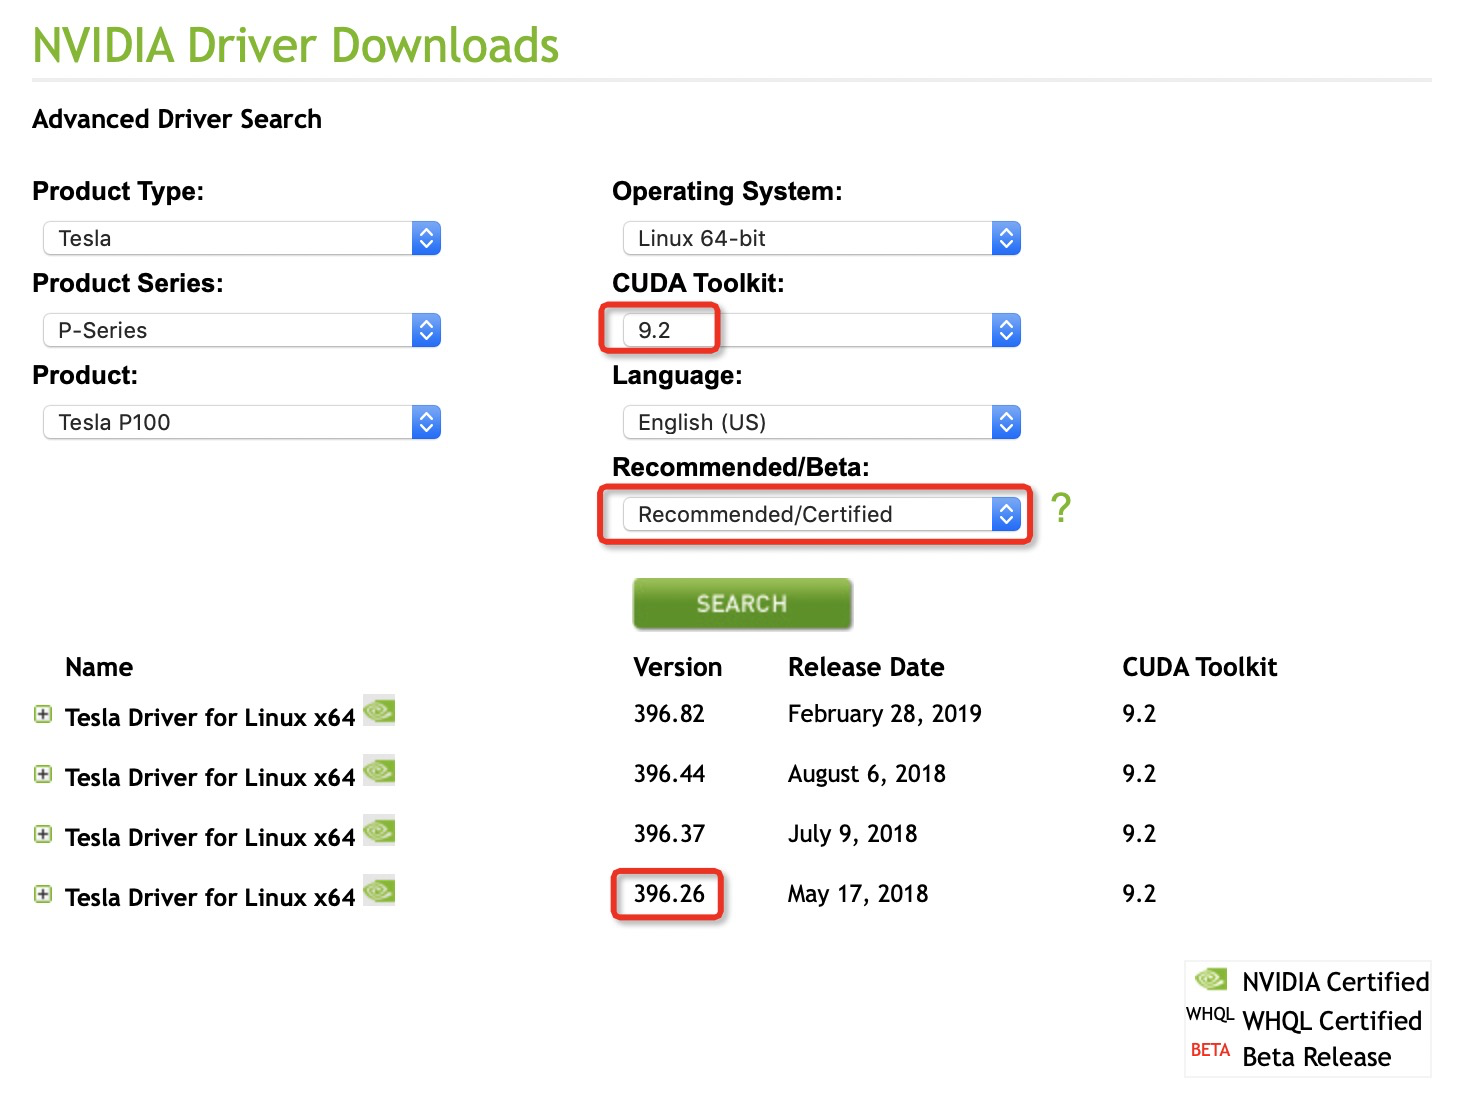 NVIDIA Driver Downloads
Advanced Driver Search
Product Type: Operating System:
Tesla Linux 64-bit
Product Series: CUDA Toolkit:
P-Series 9.2
Product: Language:
Tesla P100 English (US)
Recommended/Beta:
Recommended/Certified ?
SEARCH
Name Version Release Date CUDA Toolkit
Tesla Driver for Linux x64 396.82 February 28, 2019 9.2
Tesla Driver for Linux x64 396.44 August 6, 2018 9.2
Tesla Driver for Linux x64 396.37 July 9, 2018 9.2
Tesla Driver for Linux x64 396.26 May 17, 2018 9.2
NVIDIA Certified
WHQL WHQL Certified
BETA Beta Release